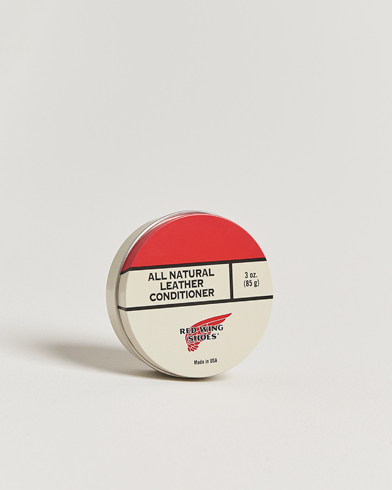 ALL NATURAL
LEATHER
CONDITIONER
3 oz.
(85 g)
RED WING
SHOES
Made in USA